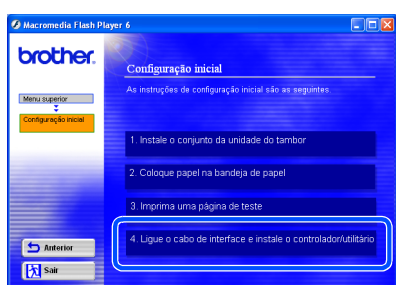 Macromedia Flash Player 6
brother.
Configuração inicial
As instruções de configuração inicial são as seguintes.
Menu superior
Configuração inicial
1. Instale o conjunto da unidade do tambor
2. Coloque papel na bandeja de papel
3. Imprima uma página de teste
4. Ligue o cabo de interface e instale o controlador/utilitário
Anterior
Sair